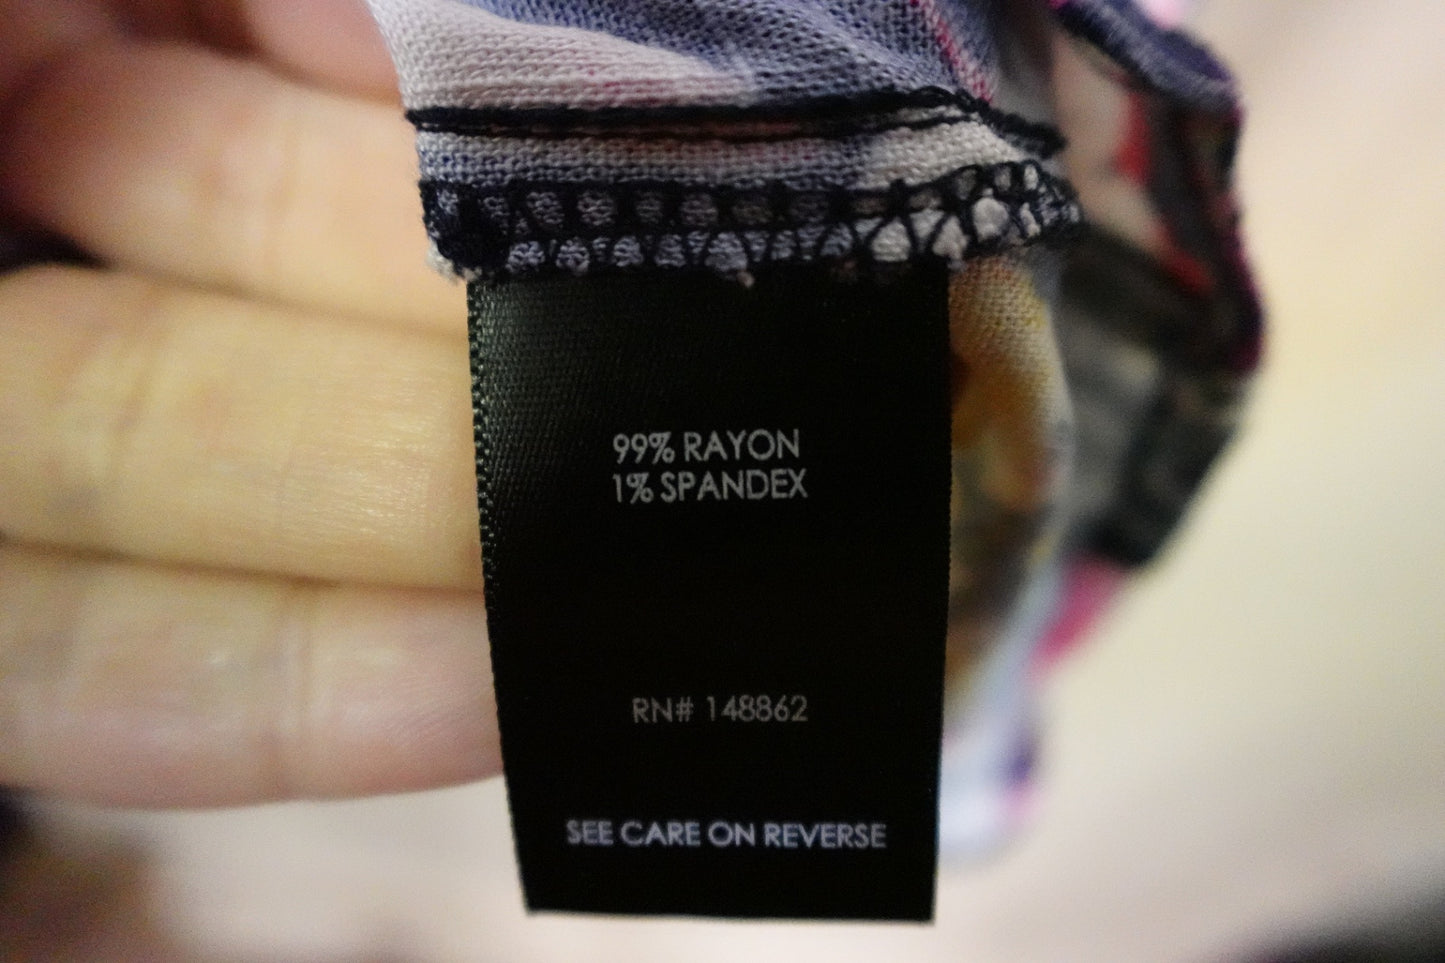 99% RAYON
1% SPANDEX
RN# 148862
SEE CARE ON REVERSE